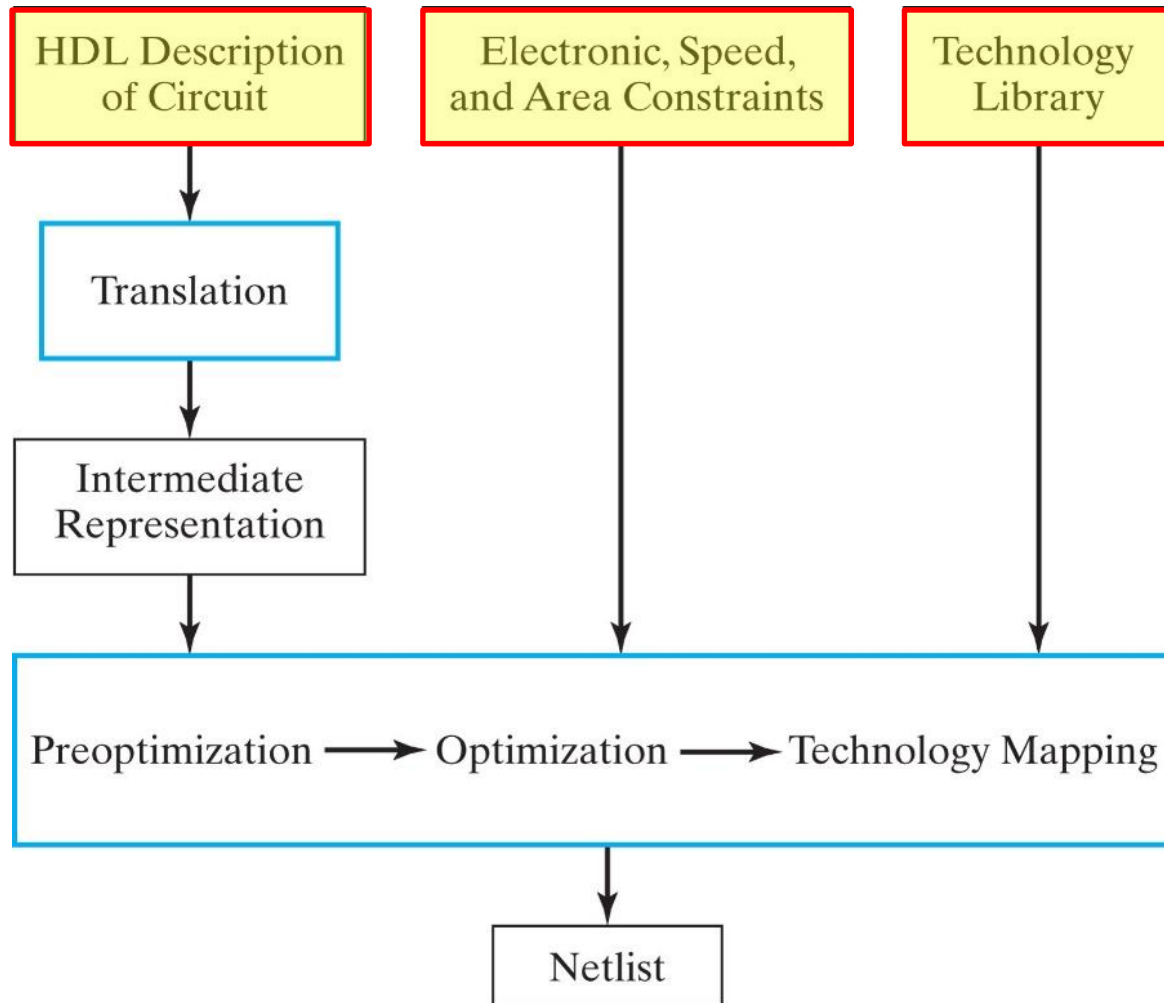 HDL Description
of Circuit
Electronic, Speed,
and Area Constraints
Technology
Library
Translation
Intermediate
Representation
Preoptimization
Optimization
Technology Mapping
Netlist